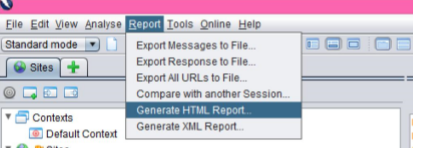 File Edit View Analyse Report Tools Online Help
Standard mode
Export Messages to File...
Export Response to File...
Export All URLs to File...
Compare with another Session...
Generate HTML Report...
Generate XML Report...
Sites
Contexts
Default Context
Sites